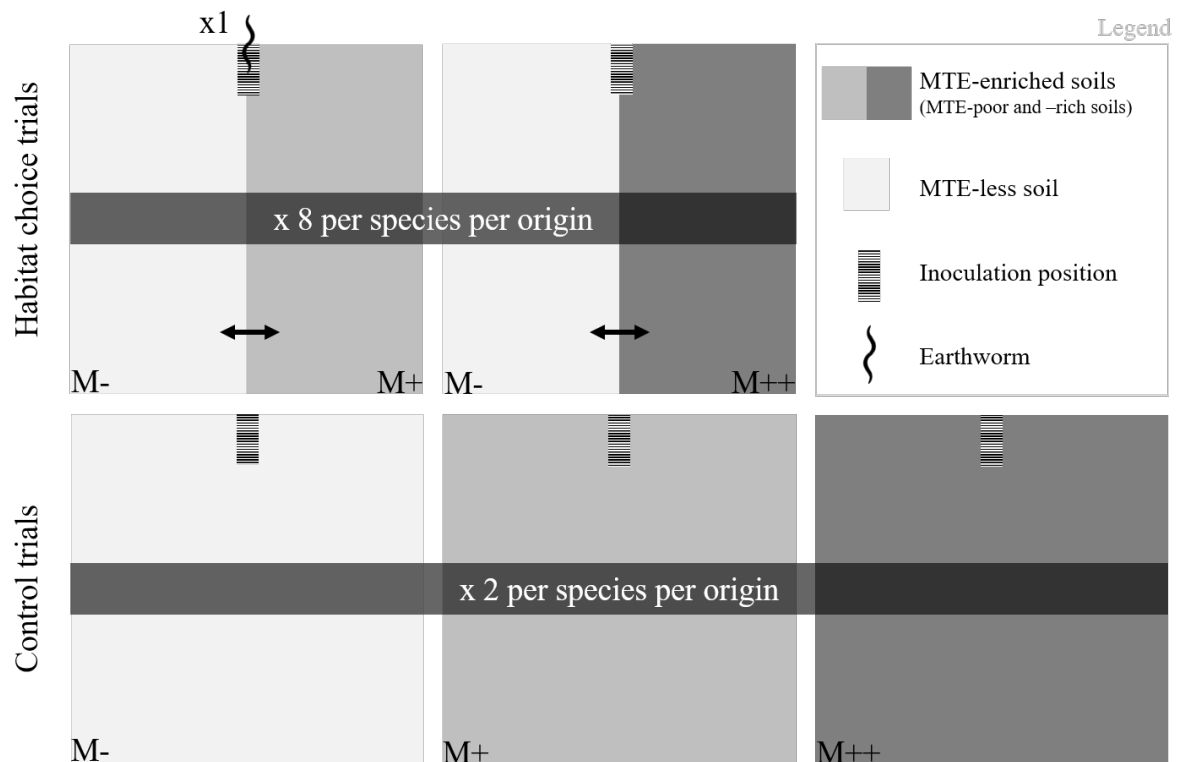 x1
Habitat choice trials
x 8 per species per origin
M-
M+
M-
M++
Legend
MTE-enriched soils
(MTE-poor and –rich soils)
MTE-less soil
Inoculation position
Earthworm
Control trials
x 2 per species per origin
M-
M+
M++